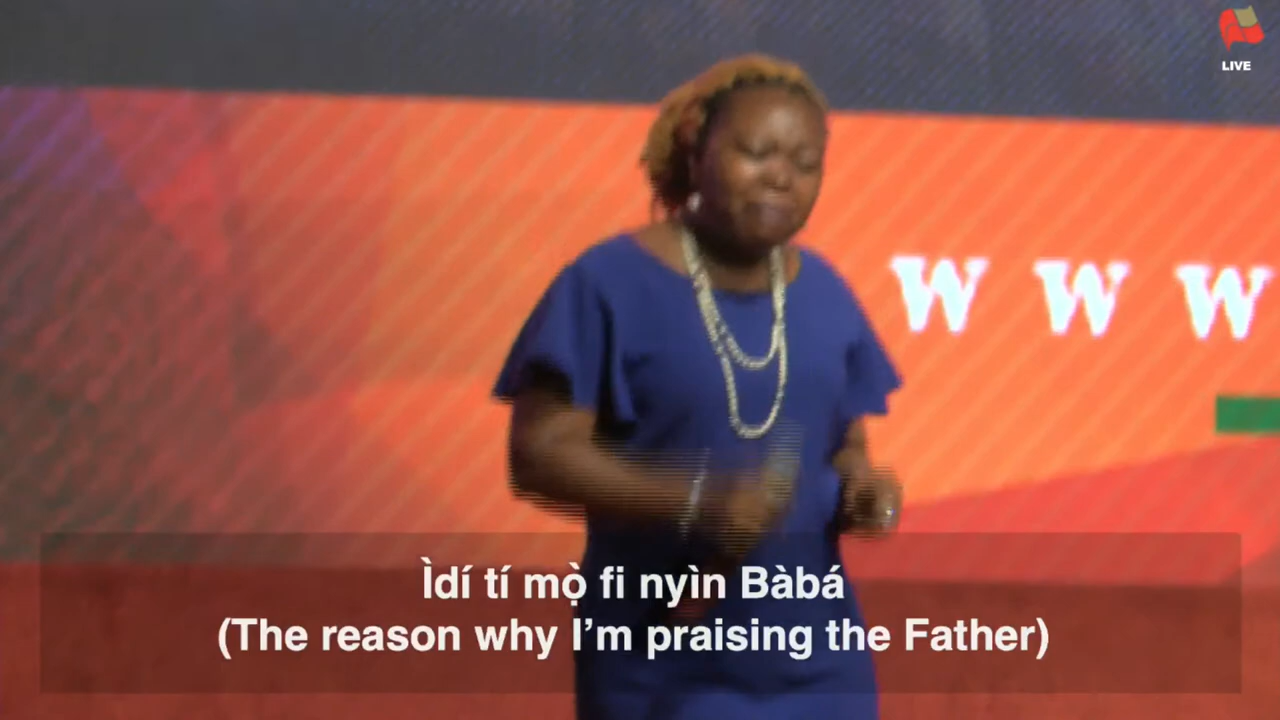 LIVE
W W W
Ìdí tí mọ̀ fi nyìn Bàbá
(The reason why I’m praising the Father)